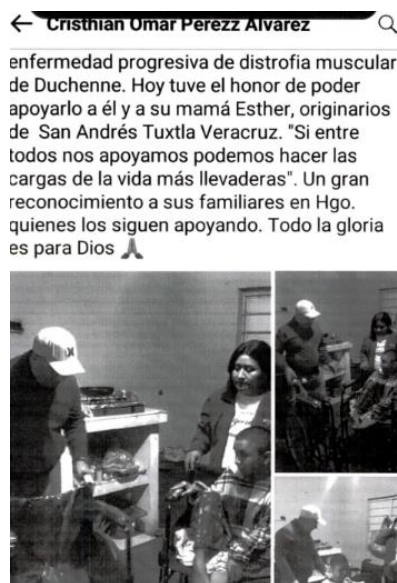 Cristhian Omar Perezz Alvarez
enfermedad progresiva de distrofia muscular
de Duchenne. Hoy tuve el honor de poder
apoyarlo a él y a su mamá Esther, originarios
de San Andrés Tuxtla Veracruz. "Si entre
todos nos apoyamos podemos hacer las
cargas de la vida más llevaderas". Un gran
reconocimiento a sus familiares en Hgo.
quienes los siguen apoyando. Todo la gloria
es para Dios 🙏